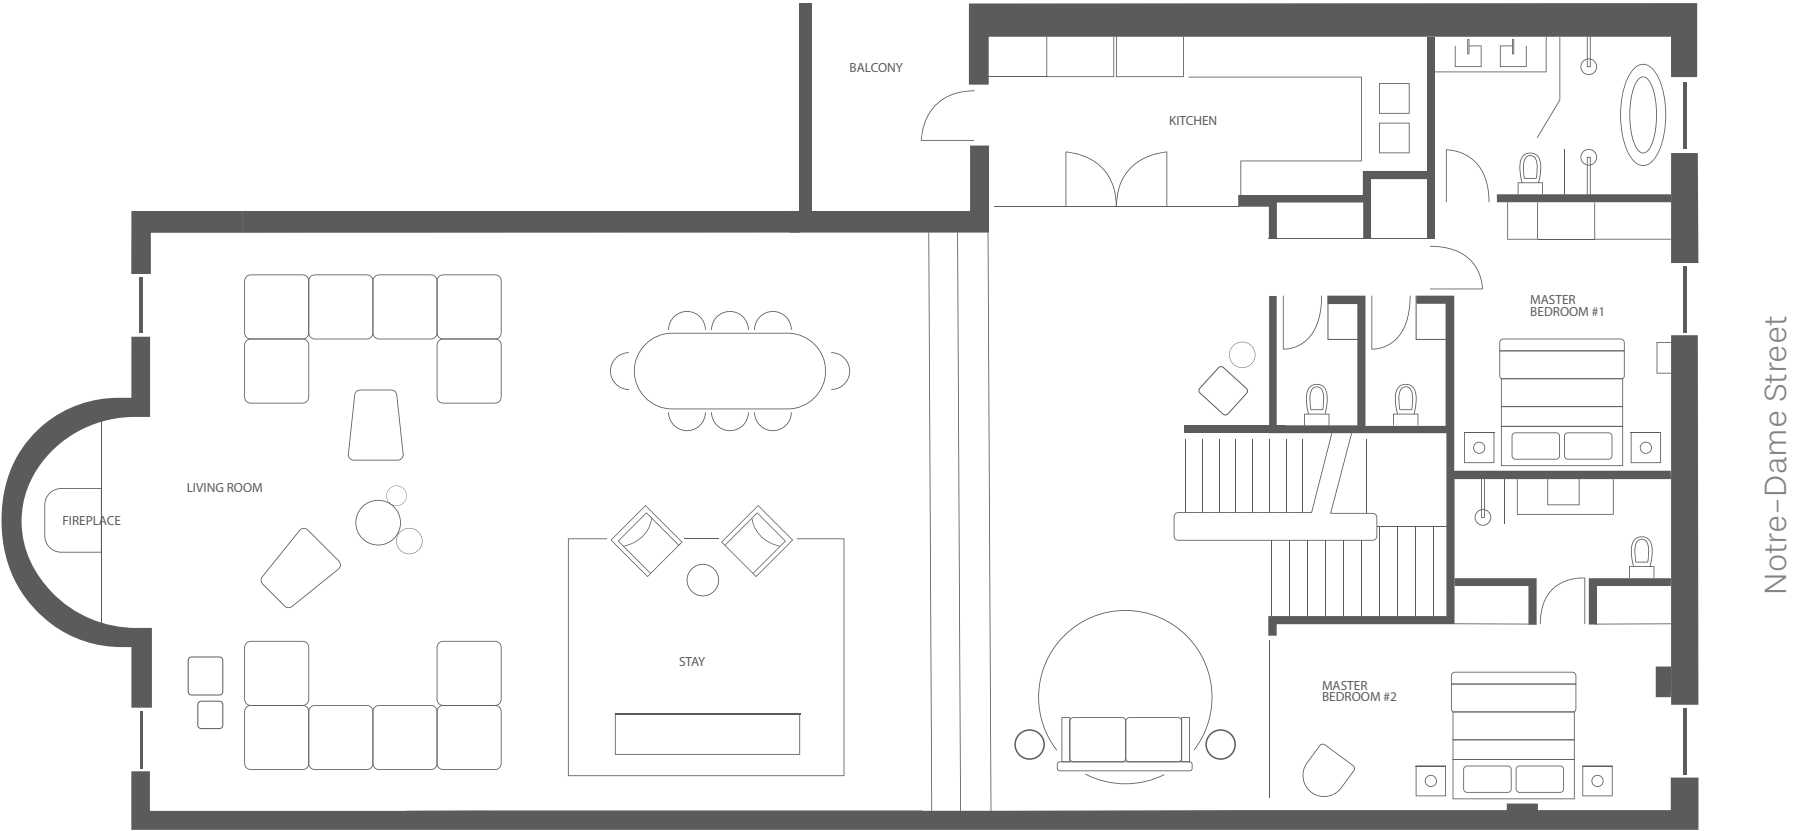 BALCONY
KITCHEN
MASTER
BEDROOM #1
LIVING ROOM
FIREPLACE
STAY
MASTER
BEDROOM #2
Notre-Dame Street